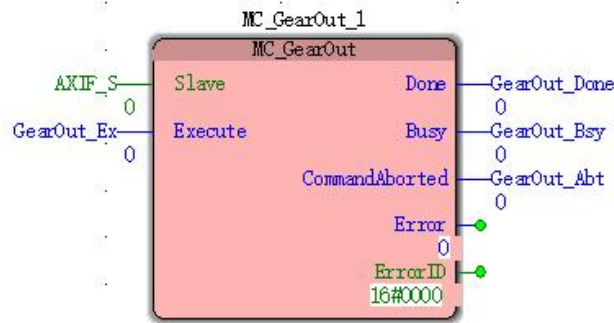 MC_GearOut_1
MC_GearOut
AXIF_S Slave Done GearOut_Done
0 0
GearOut_Ex Execute Busy GearOut_Bsy
0 0
CommandAborted GearOut_Abt
0
Error
0
ErrorID
16#0000